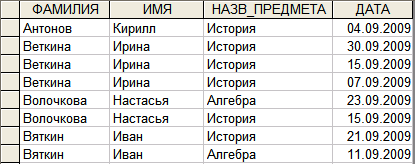 ФАМИЛИЯ ИМЯ НАЗВ_ПРЕДМЕТА ДАТА
Антонов Кирилл История 04.09.2009
Веткина Ирина История 30.09.2009
Веткина Ирина История 15.09.2009
Веткина Ирина История 07.09.2009
Волочкова Настасья Алгебра 23.09.2009
Волочкова Настасья История 15.09.2009
Вяткин Иван История 21.09.2009
Вяткин Иван Алгебра 11.09.2009